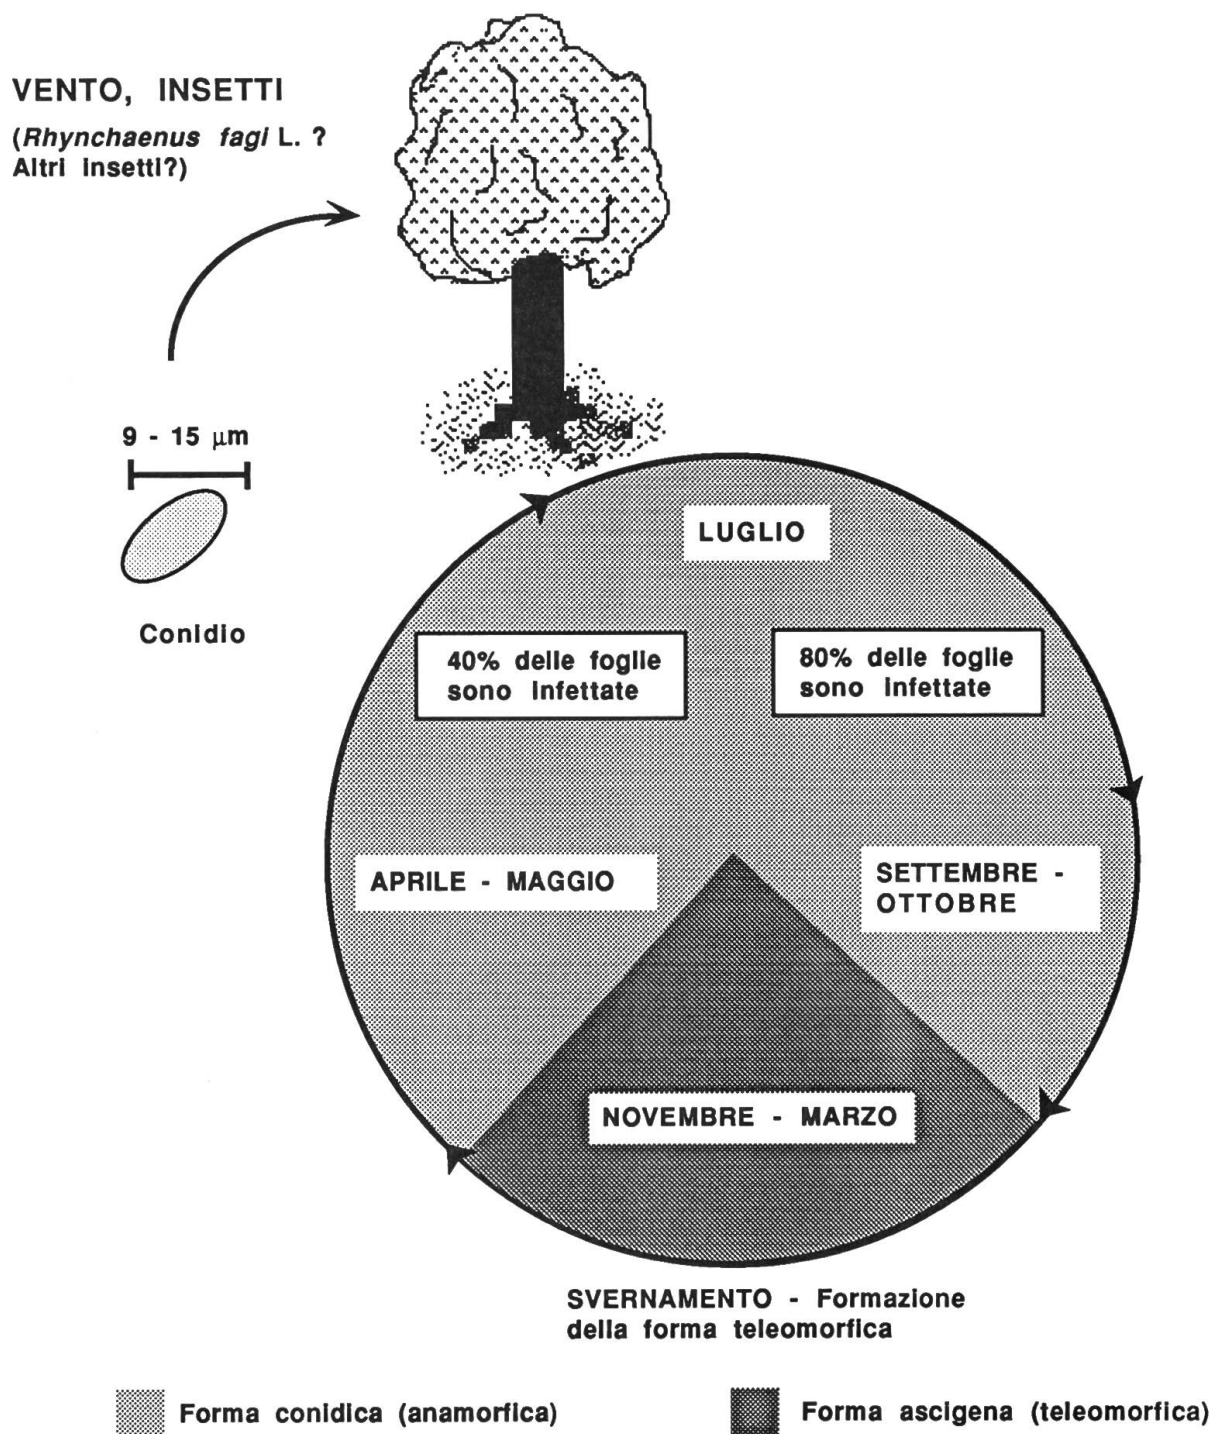 VENTO, INSETTI
(Rhynchaenus fagi L. ?
Altri insetti?)
9 - 15 μm
Conidio
LUGLIO
40% delle foglie
sono infettate
80% delle foglie
sono infettate
APRILE - MAGGIO
SETTEMBRE -
OTTOBRE
NOVEMBRE - MARZO
SVERNAMENTO - Formazione
della forma teleomorfica
Forma conidica (anamorfica)
Forma ascigena (teleomorfica)